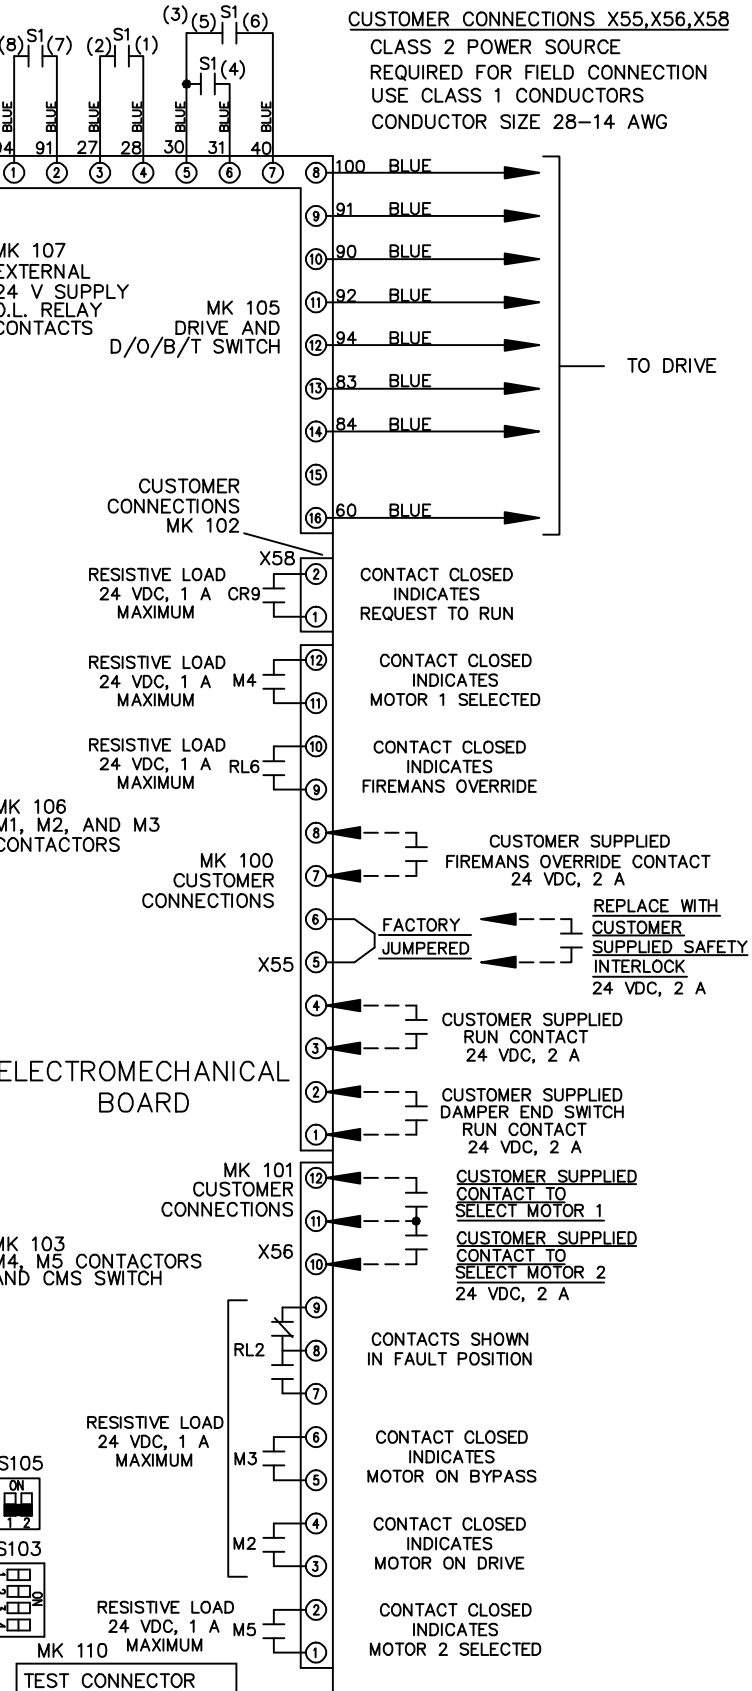 CUSTOMER CONNECTIONS X55,X56,X58
CLASS 2 POWER SOURCE
REQUIRED FOR FIELD CONNECTION
USE CLASS 1 CONDUCTORS
CONDUCTOR SIZE 28-14 AWG
(8) S1 (7)
(2) S1 (1)
(3)
(5) S1 (6)
S1 (4)
BLUE BLUE BLUE BLUE BLUE BLUE BLUE
94 91 27 28 30 31 40
1 2 3 4 5 6 7
8 100 BLUE
9 91 BLUE
10 90 BLUE
11 92 BLUE
12 94 BLUE
13 83 BLUE
14 84 BLUE
15
16 60 BLUE
TO DRIVE
MK 107
EXTERNAL
24 V SUPPLY
O.L. RELAY
CONTACTS
MK 105
DRIVE AND
D/O/B/T SWITCH
CUSTOMER
CONNECTIONS
MK 102
X58
RESISTIVE LOAD
24 VDC, 1 A
MAXIMUM
CR9
2
1
CONTACT CLOSED
INDICATES
REQUEST TO RUN
RESISTIVE LOAD
24 VDC, 1 A
MAXIMUM
M4
12
11
CONTACT CLOSED
INDICATES
MOTOR 1 SELECTED
RESISTIVE LOAD
24 VDC, 1 A
MAXIMUM
RL6
10
9
CONTACT CLOSED
INDICATES
FIREMANS OVERRIDE
MK 106
M1, M2, AND M3
CONTACTORS
MK 100
CUSTOMER
CONNECTIONS
8
7
CUSTOMER SUPPLIED
FIREMANS OVERRIDE CONTACT
24 VDC, 2 A
X55
6
5
FACTORY
JUMPERED
REPLACE WITH
CUSTOMER
SUPPLIED SAFETY
INTERLOCK
24 VDC, 2 A
4
3
CUSTOMER SUPPLIED
RUN CONTACT
24 VDC, 2 A
ELECTROMECHANICAL
BOARD
2
1
CUSTOMER SUPPLIED
DAMPER END SWITCH
RUN CONTACT
24 VDC, 2 A
MK 101
CUSTOMER
CONNECTIONS
X56
12
11
10
CUSTOMER SUPPLIED
CONTACT TO
SELECT MOTOR 1
CUSTOMER SUPPLIED
CONTACT TO
SELECT MOTOR 2
24 VDC, 2 A
MK 103
M4, M5 CONTACTORS
AND CMS SWITCH
RL2
9
8
7
CONTACTS SHOWN
IN FAULT POSITION
RESISTIVE LOAD
24 VDC, 1 A
MAXIMUM
M3
6
5
CONTACT CLOSED
INDICATES
MOTOR ON BYPASS
M2
4
3
CONTACT CLOSED
INDICATES
MOTOR ON DRIVE
S105
ON
1 2
S103
1
2
3
4
ON
RESISTIVE LOAD
24 VDC, 1 A
MAXIMUM
M5
2
1
CONTACT CLOSED
INDICATES
MOTOR 2 SELECTED
MK 110
TEST CONNECTOR